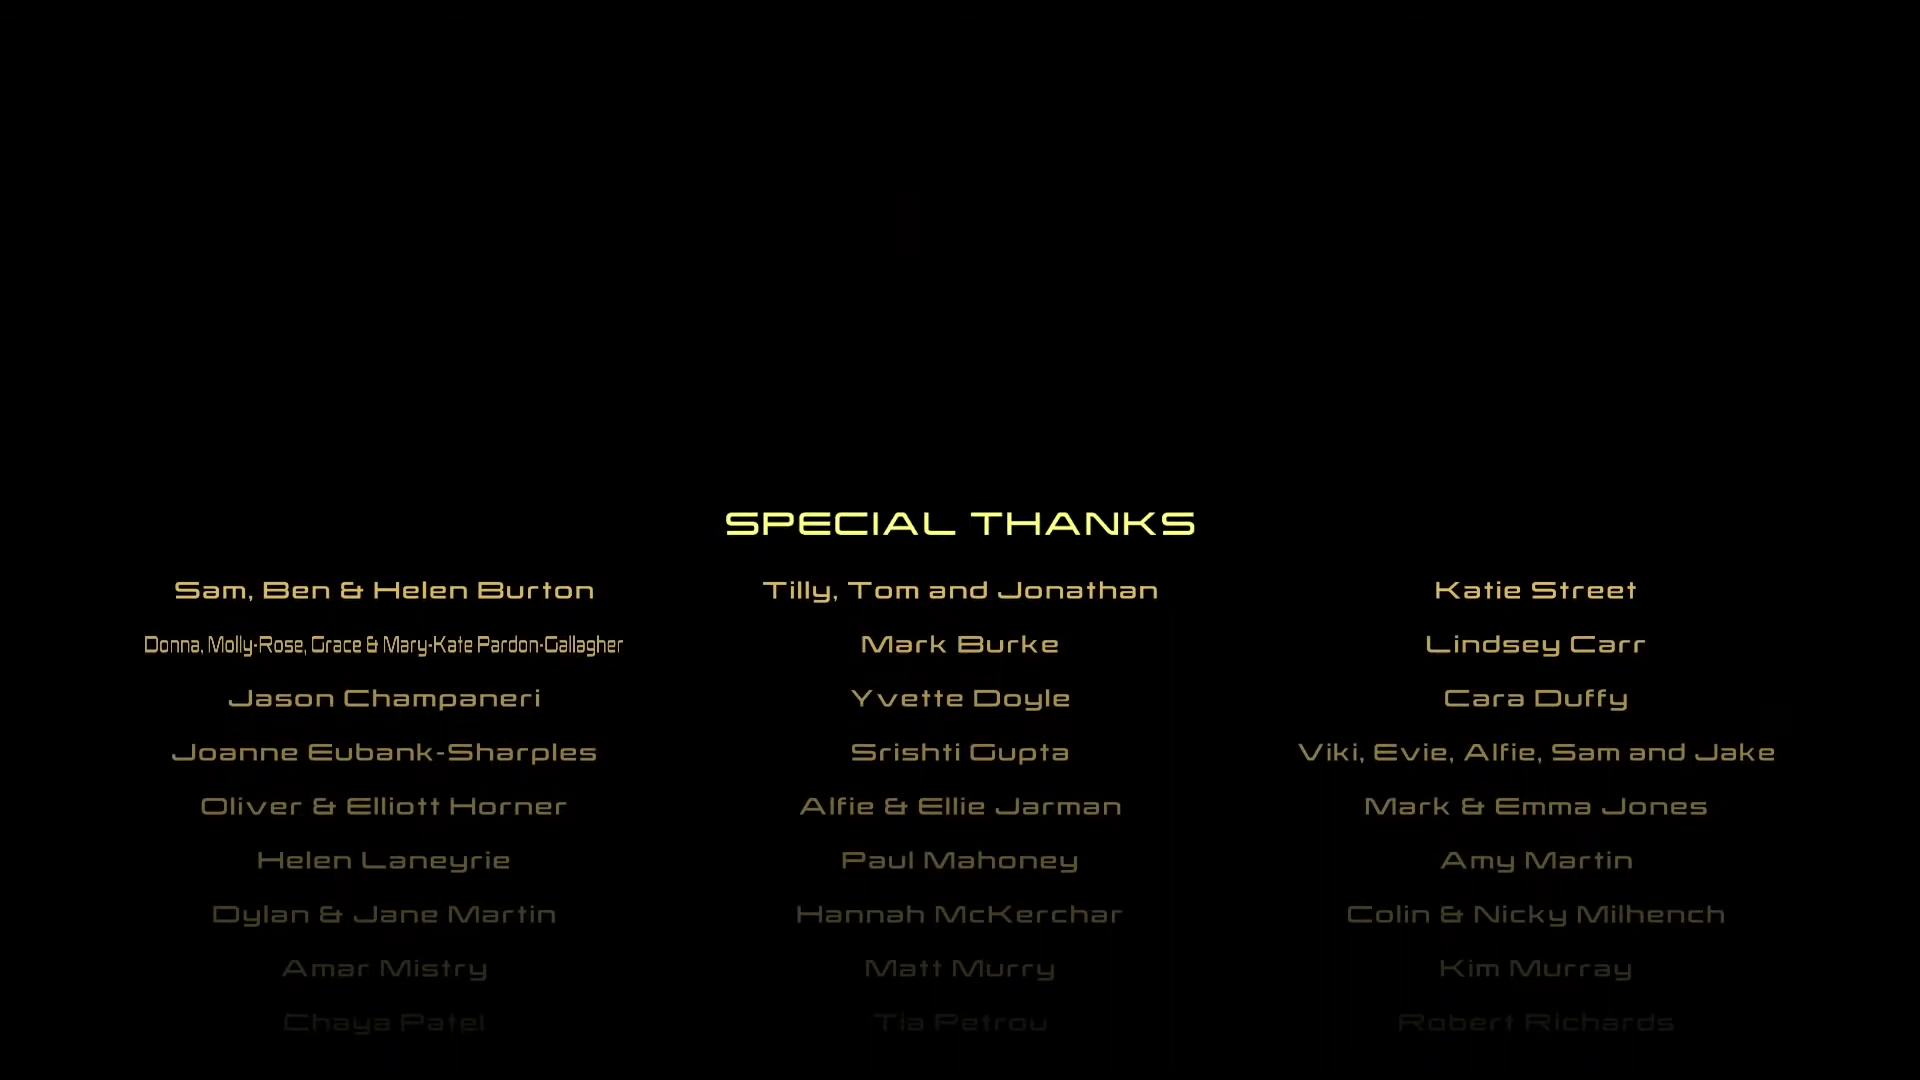 SPECIAL THANKS
Sam, Ben & Helen Burton Tilly, Tom and Jonathan Katie Street
Donna, Molly-Rose, Grace & Mary-Kate Pardon-Gallagher Mark Burke Lindsey Carr
Jason Champaneri Yvette Doyle Cara Duffy
Joanne Eubank-Sharples Srishti Gupta Viki, Evie, Alfie, Sam and Jake
Oliver & Elliott Horner Alfie & Ellie Jarman Mark & Emma Jones
Helen Laneyrie Paul Mahoney Amy Martin
Dylan & Jane Martin Hannah McKerchar Colin & Nicky Milhench
Amar Mistry Matt Murry Kim Murray
Chaya Patel Tia Petrou Robert Richards